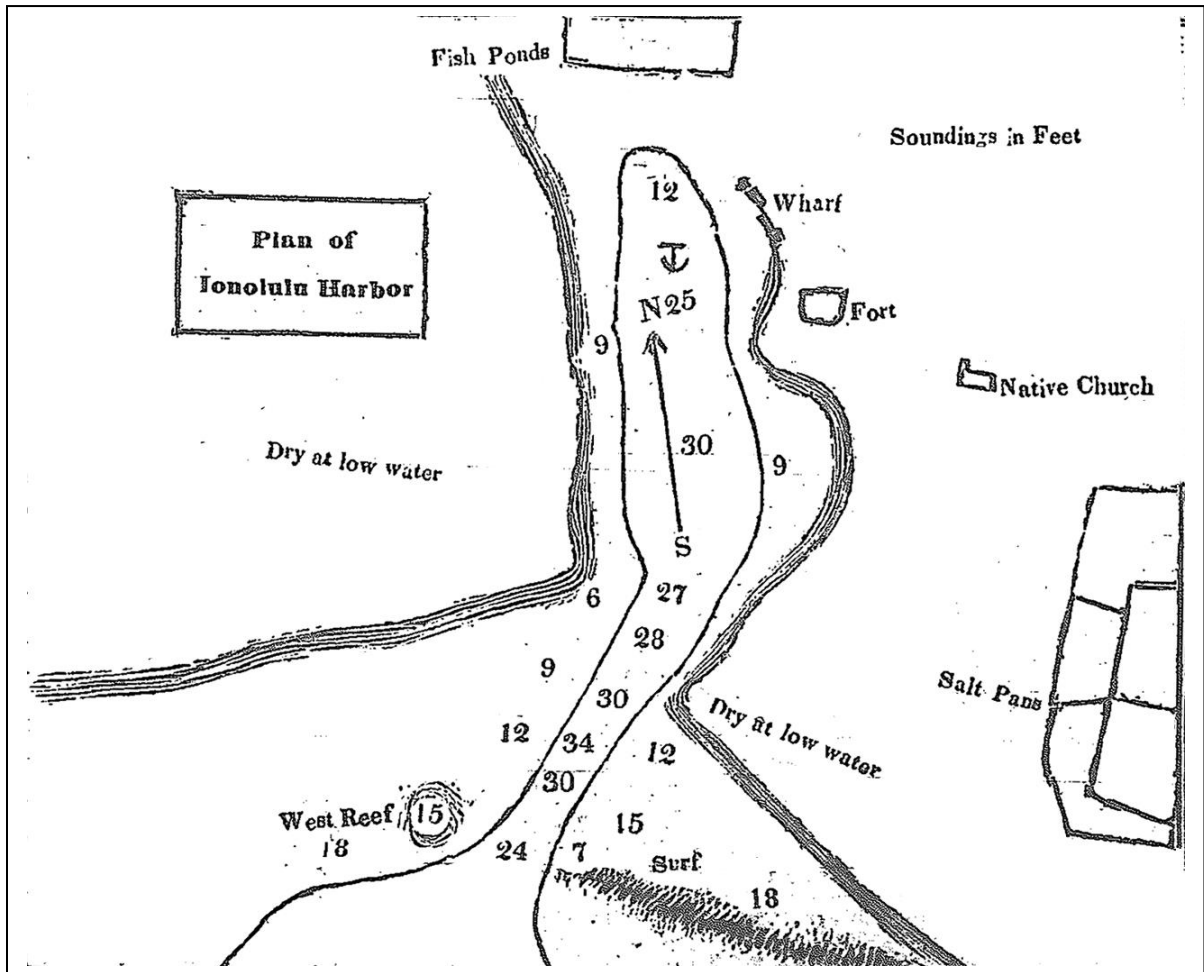 Fish Ponds
Soundings in Feet
12
Wharf
Plan of
Ionolulu Harbor
N 25
Fort
9
Native Church
Dry at low water
30
9
S
6
27
28
9
30
Salt Pans
12
34
12
Dry at low water
30
West Reef
15
18
24
7
15
Surf
18